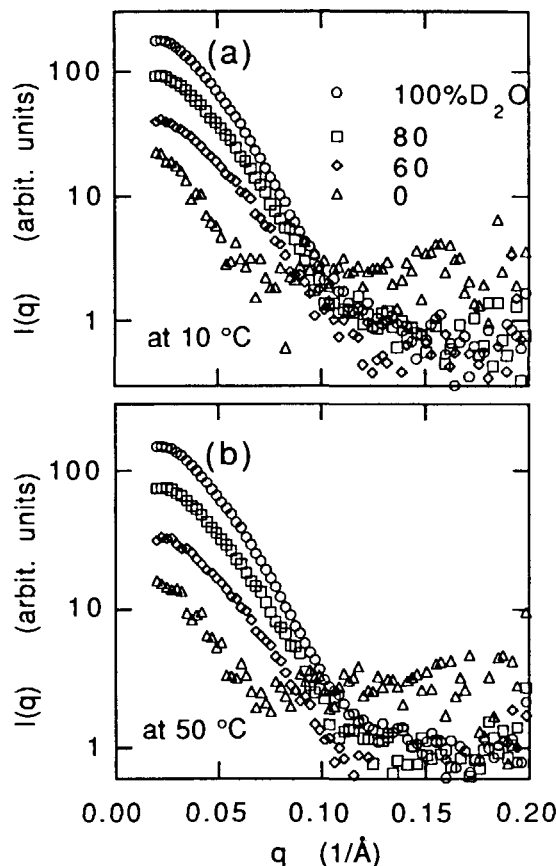 (a)
100
10
1
I(q) (arbit. units)
○ 100%D₂O
□ 80
◇ 60
△ 0
at 10 °C
(b)
100
10
1
I(q) (arbit. units)
at 50 °C
0.00 0.05 0.10 0.15 0.20
q (1/Å)